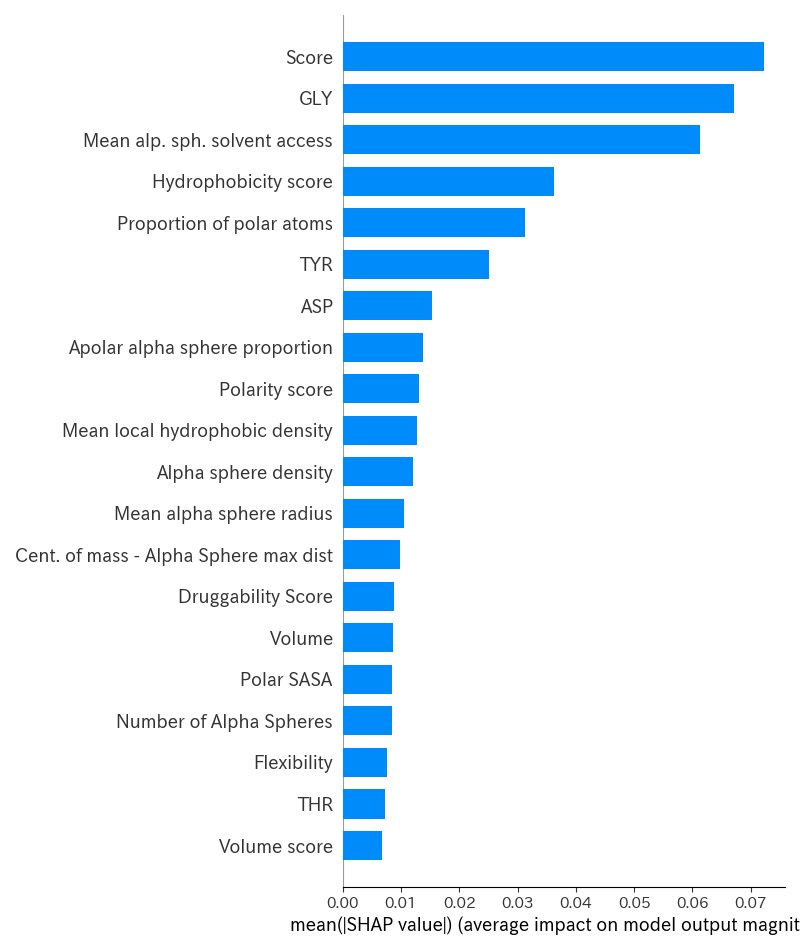 Score
GLY
Mean alp. sph. solvent access
Hydrophobicity score
Proportion of polar atoms
TYR
ASP
Apolar alpha sphere proportion
Polarity score
Mean local hydrophobic density
Alpha sphere density
Mean alpha sphere radius
Cent. of mass - Alpha Sphere max dist
Druggability Score
Volume
Polar SASA
Number of Alpha Spheres
Flexibility
THR
Volume score
0.00 0.01 0.02 0.03 0.04 0.05 0.06 0.07
mean(|SHAP value|) (average impact on model output magnit